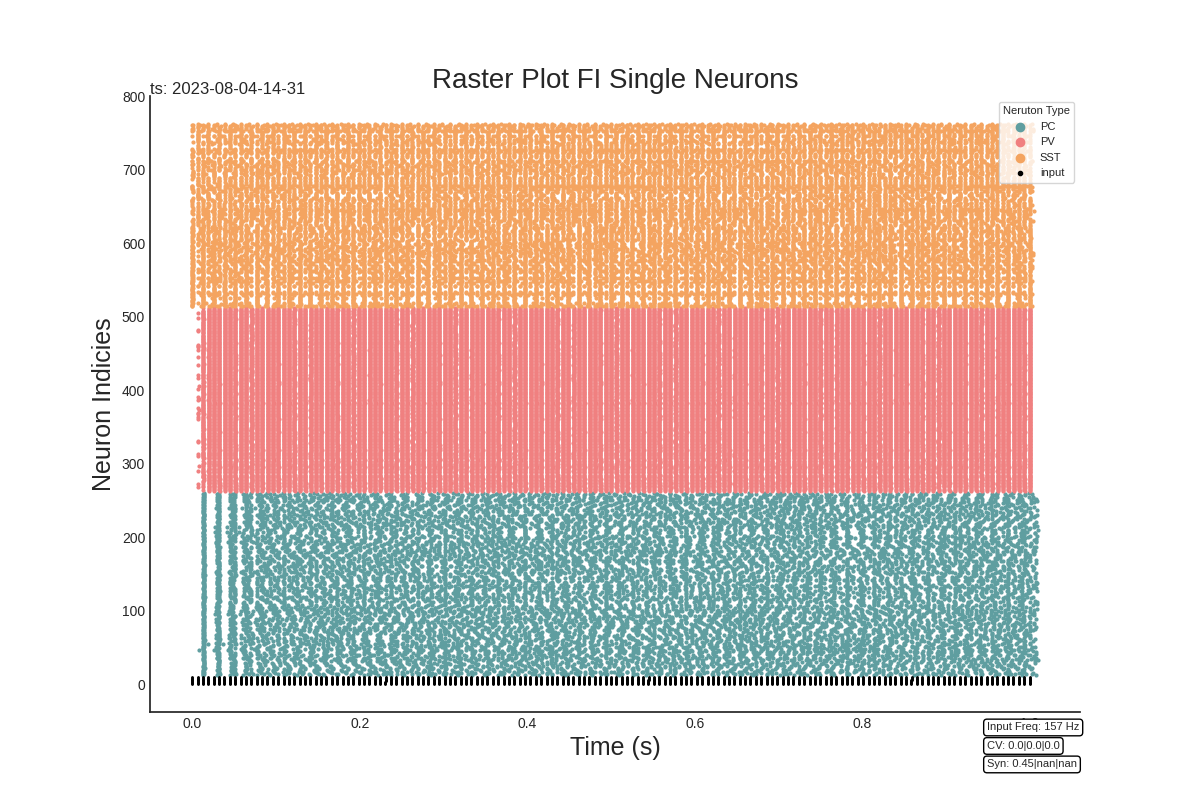 Raster Plot FI Single Neurons
ts: 2023-08-04-14-31
800
700
600
500
400
300
200
100
0
Neuron Indicies
Neruton Type
PC
PV
SST
input
0.0
0.2
0.4
0.6
0.8
Time (s)
Input Freq: 157 Hz
CV: 0.0|0.0|0.0
Syn: 0.45|nan|nan